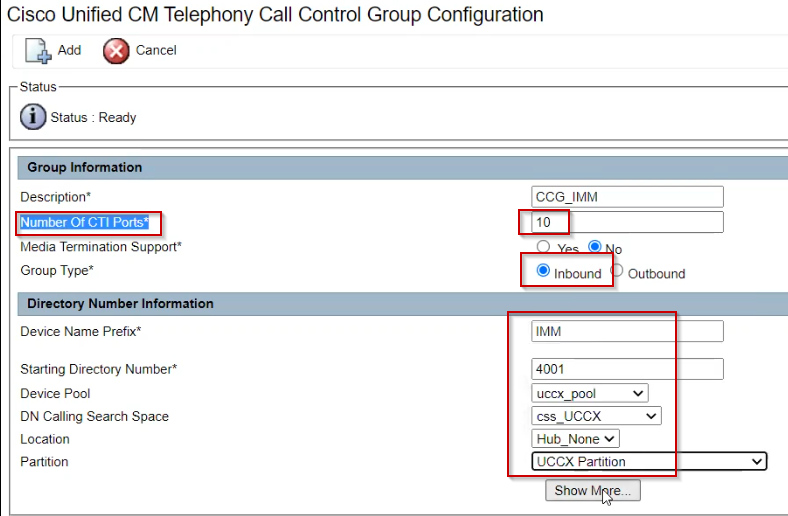 Cisco Unified CM Telephony Call Control Group Configuration
Add Cancel
Status
Status : Ready
Group Information
Description* CCG_IMM
Number Of CTI Ports* 10
Media Termination Support* Yes No
Group Type* Inbound Outbound
Directory Number Information
Device Name Prefix* IMM
Starting Directory Number* 4001
Device Pool uccx_pool
DN Calling Search Space css_UCCX
Location Hub_None
Partition UCCX Partition
Show More...